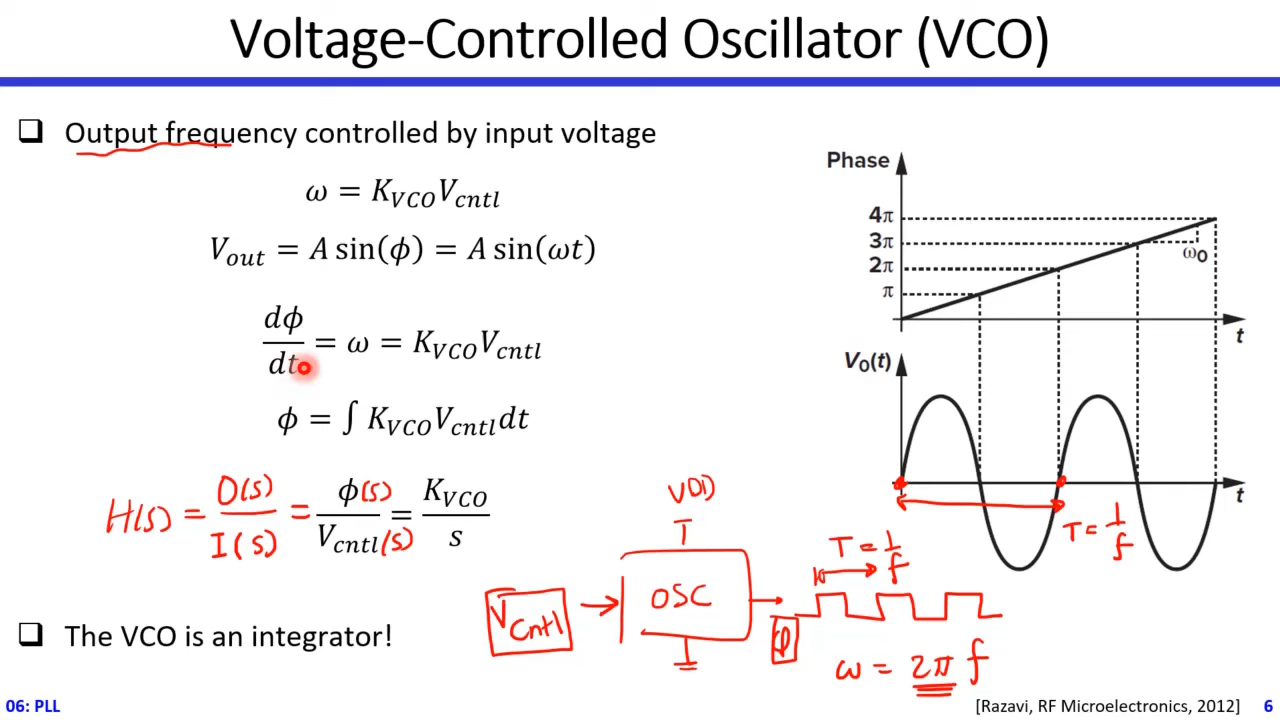 Voltage-Controlled Oscillator (VCO)
❑ Output frequency controlled by input voltage
ω = K_VCO V_cntl
V_out = A sin(ϕ) = A sin(ωt)
dϕ/dt = ω = K_VCO V_cntl
ϕ = ∫ K_VCO V_cntl dt
H(s) = O(s)/I(s) = ϕ(s)/V_cntl(s) = K_VCO/s
❑ The VCO is an integrator!
Phase
4π
3π
2π
π
ω0
t
V0(t)
t
T = 1/f
VDD
V_cntl
OSC
T = 1/f
φ
ω = 2π f
06: PLL
[Razavi, RF Microelectronics, 2012]
6